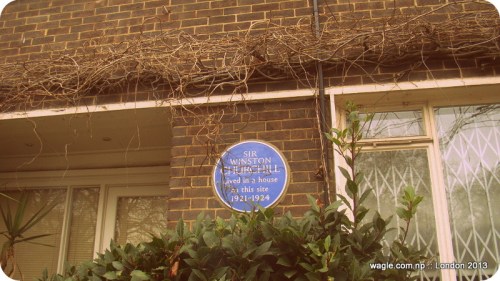 SIR
WINSTON
CHURCHILL
lived in a house
on this site
1921-1924
wagle.com.np :: London 2013